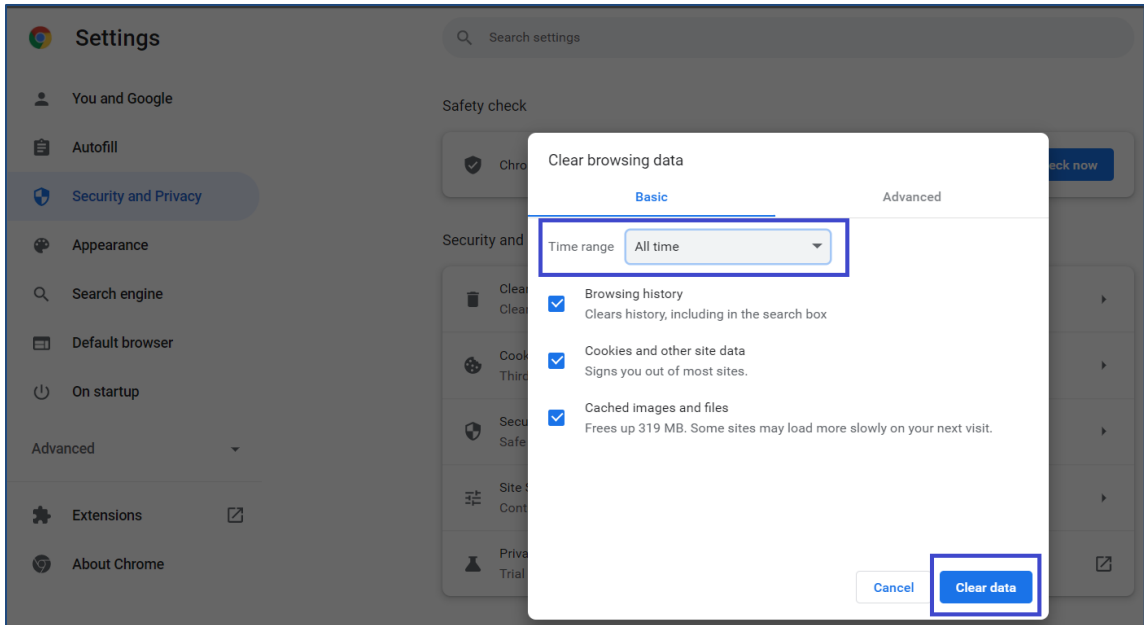 Settings
Search settings
You and Google
Autofill
Security and Privacy
Appearance
Search engine
Default browser
On startup
Advanced
Extensions
About Chrome
Safety check
Chro
eck now
Security and
Clear
Clear
Cook
Third
Secu
Safe
Site S
Cont
Priva
Trial
Clear browsing data
Basic
Advanced
Time range
All time
Browsing history
Clears history, including in the search box
Cookies and other site data
Signs you out of most sites.
Cached images and files
Frees up 319 MB. Some sites may load more slowly on your next visit.
Cancel
Clear data